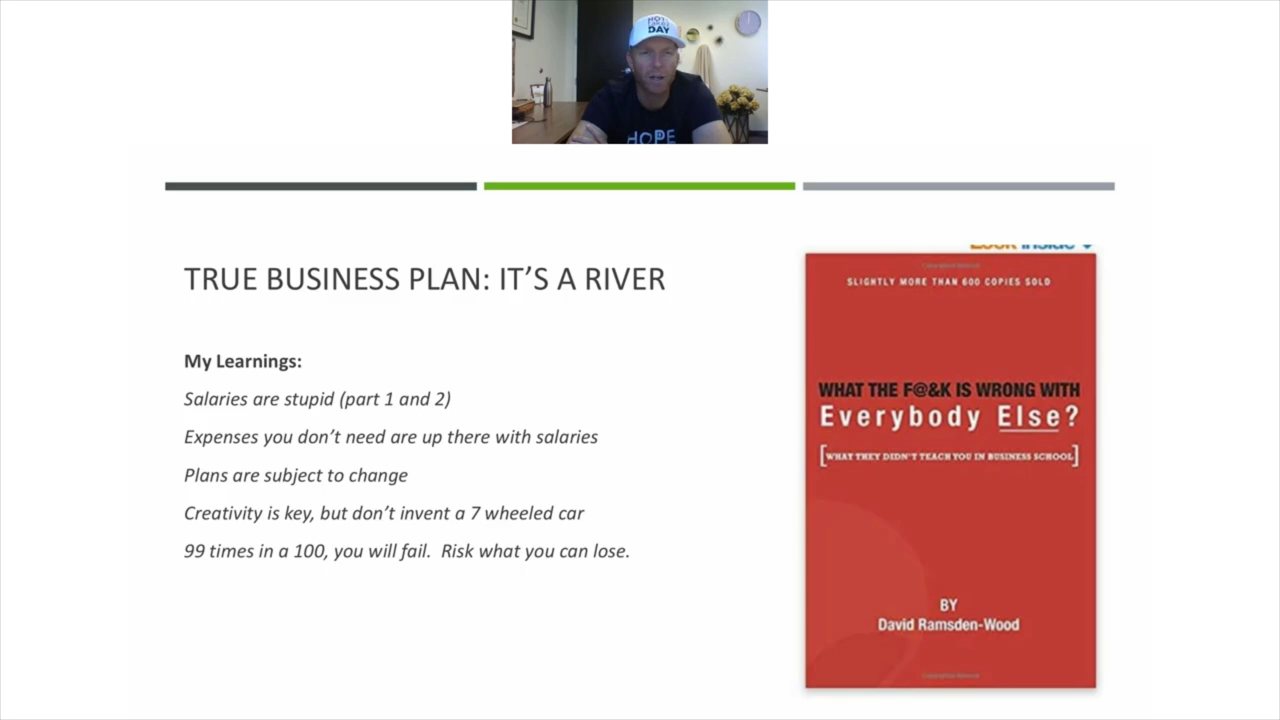 HOT
TAKES
DAY
HOPE
TRUE BUSINESS PLAN: IT’S A RIVER
My Learnings:
Salaries are stupid (part 1 and 2)
Expenses you don’t need are up there with salaries
Plans are subject to change
Creativity is key, but don’t invent a 7 wheeled car
99 times in a 100, you will fail.  Risk what you can lose.
Look inside
SLIGHTLY MORE THAN 600 COPIES SOLD
WHAT THE F@&K IS WRONG WITH
Everybody Else?
[WHAT THEY DIDN'T TEACH YOU IN BUSINESS SCHOOL]
BY
David Ramsden-Wood